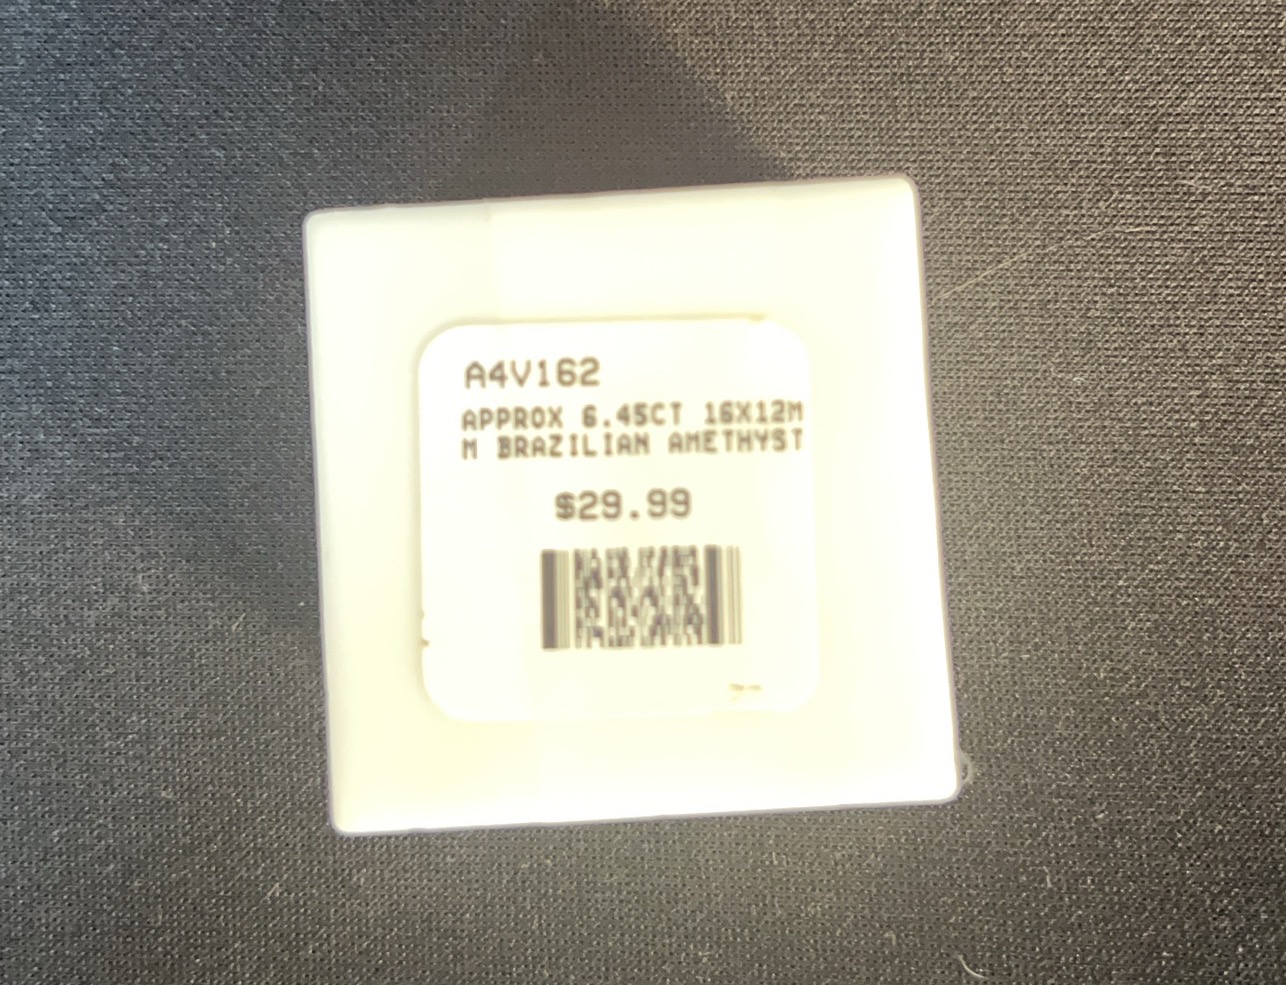 A4V162
APPROX 6.45CT 16X12M
M BRAZILIAN AMETHYST
$29.99